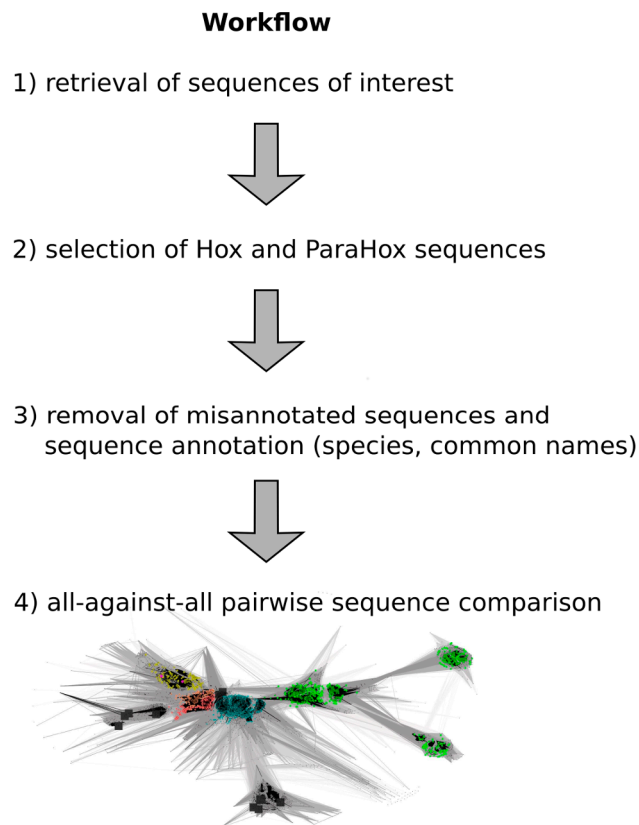 Workflow
1) retrieval of sequences of interest
2) selection of Hox and ParaHox sequences
3) removal of misannotated sequences and
sequence annotation (species, common names)
4) all-against-all pairwise sequence comparison